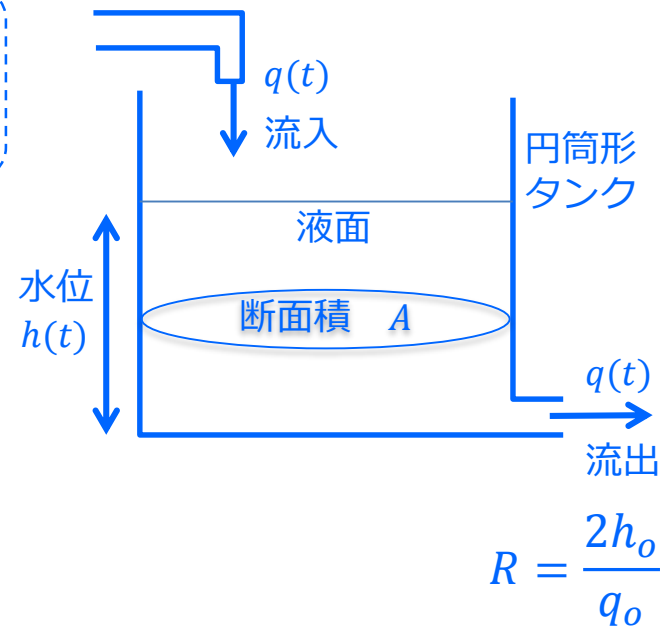 q(t)
流入
円筒形
タンク
液面
水位
h(t)
断面積 A
q(t)
流出
R = 2h_o / q_o